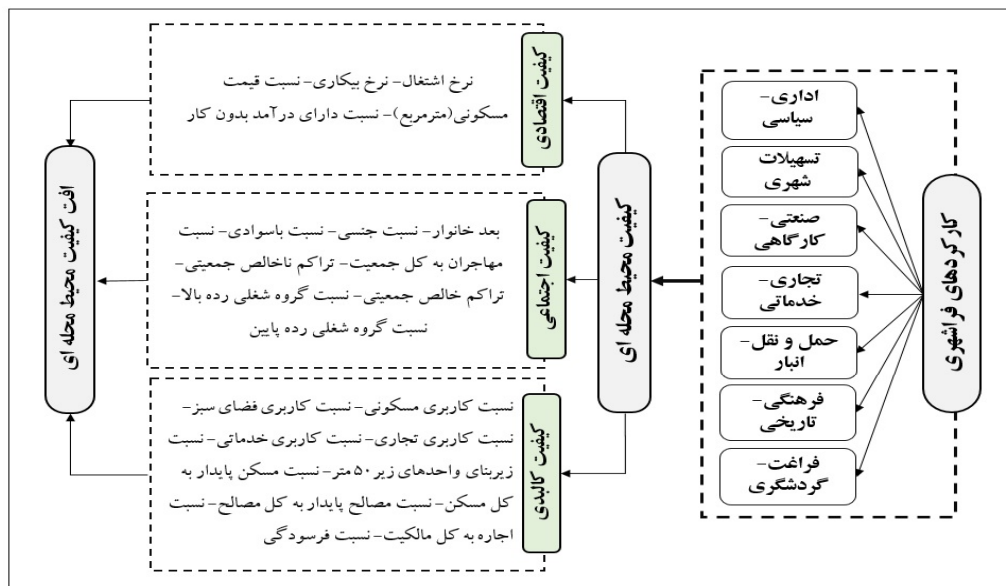 کارکردهای فراشهری
اداری-
سیاسی
تسهیلات
شهری
صنعتی-
کارگاهی
تجاری-
خدماتی
حمل و نقل-
انبار
فرهنگی-
تاریخی
فراغت-
گردشگری
کیفیت محیط محله ای
کیفیت اقتصادی
نرخ اشتغال- نرخ بیکاری- نسبت قیمت
مسکونی(مترمربع)- نسبت دارای درآمد بدون کار
کیفیت اجتماعی
بعد خانوار- نسبت جنسی- نسبت باسوادی- نسبت
مهاجران به کل جمعیت- تراکم ناخالص جمعیتی-
تراکم خالص جمعیتی- نسبت گروه شغلی رده بالا-
نسبت گروه شغلی رده پایین
کیفیت کالبدی
نسبت کاربری مسکونی- نسبت کاربری فضای سبز-
نسبت کاربری تجاری- نسبت کاربری خدماتی- نسبت
زیربنای واحدهای زیر ۵۰ متر- نسبت مسکن پایدار به
کل مسکن- نسبت مصالح پایدار به کل مصالح- نسبت
اجاره به کل مالکیت- نسبت فرسودگی
افت کیفیت محیط محله ای